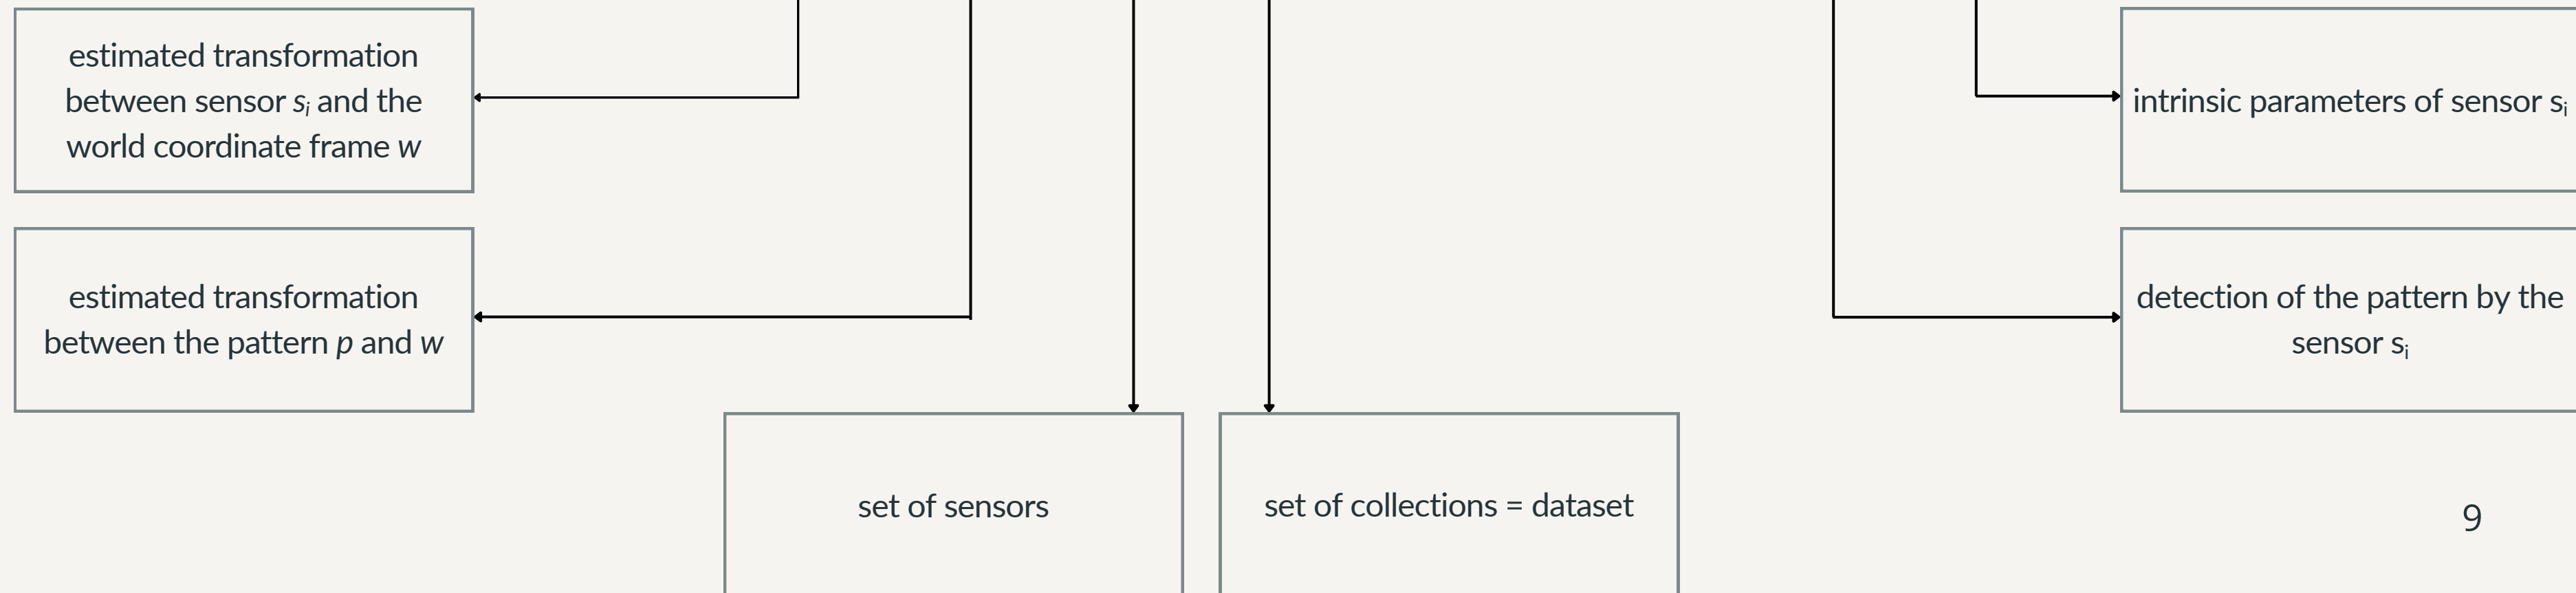 estimated transformation
between sensor sᵢ and the
world coordinate frame w
intrinsic parameters of sensor sᵢ
estimated transformation
between the pattern p and w
detection of the pattern by the
sensor sᵢ
set of sensors
set of collections = dataset
9